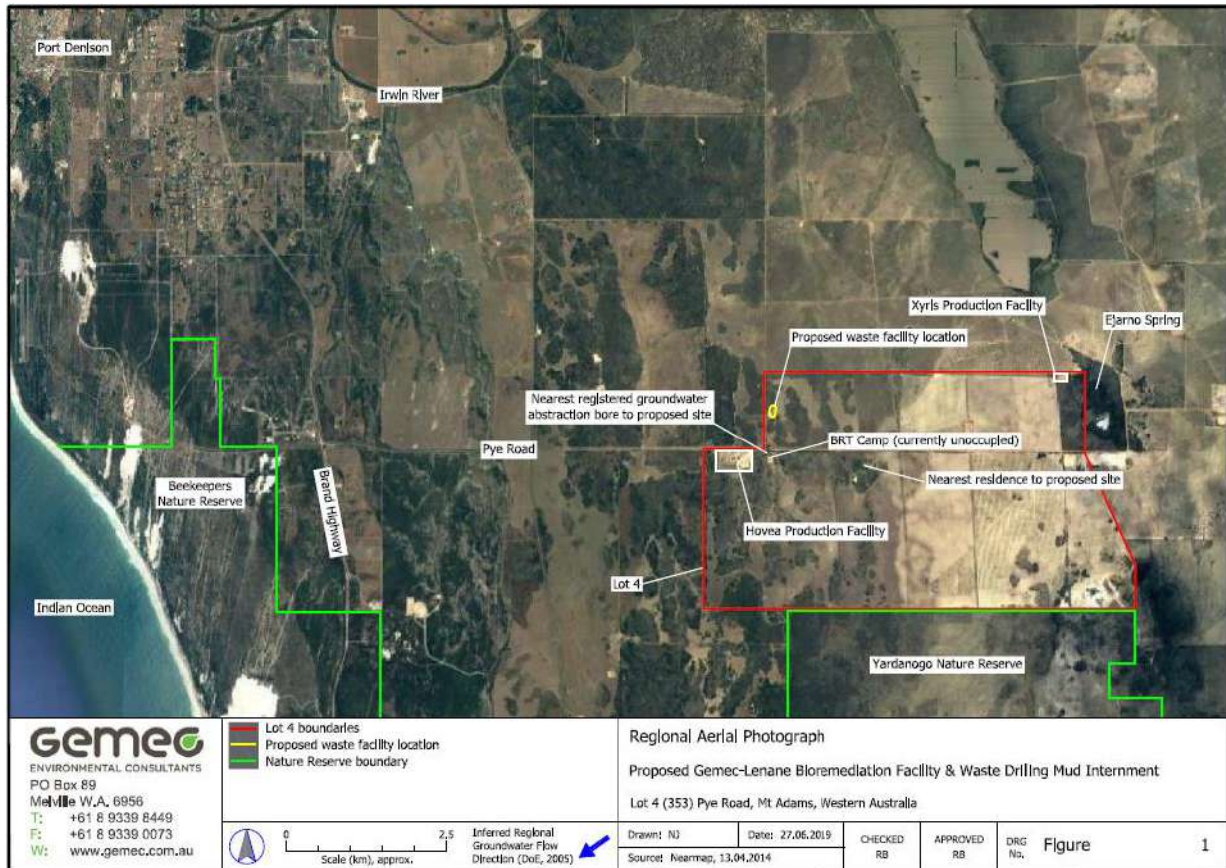 Port Denison
Irwin River
Xyris Production Facility
Ejarno Spring
Proposed waste facility location
Nearest registered groundwater
abstraction bore to proposed site
Pye Road
BRT Camp (currently unoccupied)
Beekeepers
Nature Reserve
Brand Highway
Nearest residence to proposed site
Hovea Production Facility
Lot 4
Indian Ocean
Yardanogo Nature Reserve
Gemec
ENVIRONMENTAL CONSULTANTS
PO Box 89
Melville W.A. 6956
T: +61 8 9339 8449
F: +61 8 9339 0073
W: www.gemec.com.au
Lot 4 boundaries
Proposed waste facility location
Nature Reserve boundary
0 2.5
Scale (km), approx.
Inferred Regional
Groundwater Flow
Direction (DoE, 2005)
Regional Aerial Photograph
Proposed Gemec-Lenane Bioremediation Facility & Waste Drilling Mud Internment
Lot 4 (353) Pye Road, Mt Adams, Western Australia
Drawn: NJ
Date: 27.06.2019
Source: Nearmap, 13.04.2014
CHECKED
RB
APPROVED
RB
DRG
No.
Figure 1